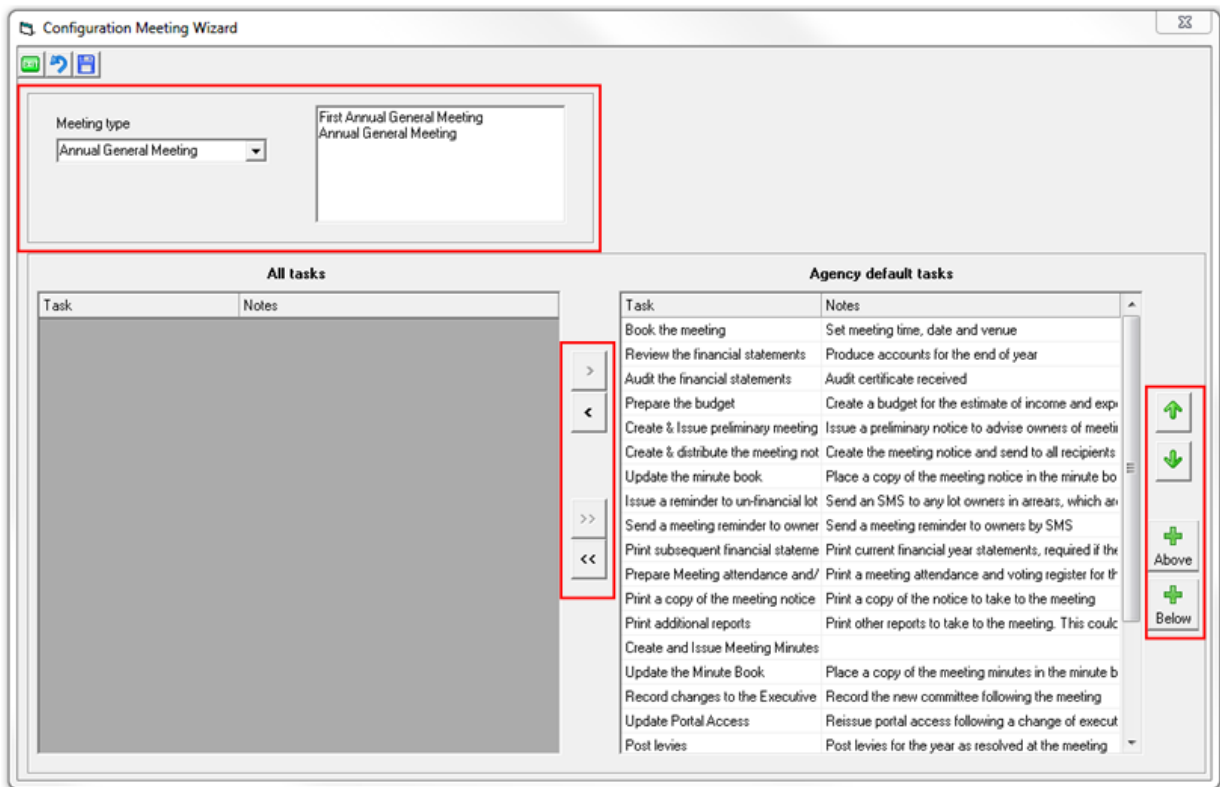 Configuration Meeting Wizard
Meeting type
Annual General Meeting
First Annual General Meeting
Annual General Meeting
All tasks
Task Notes
>
<
>>
<<
Agency default tasks
Task Notes
Book the meeting Set meeting time, date and venue
Review the financial statements Produce accounts for the end of year
Audit the financial statements Audit certificate received
Prepare the budget Create a budget for the estimate of income and exp
Create & Issue preliminary meeting Issue a preliminary notice to advise owners of meeti
Create & distribute the meeting not Create the meeting notice and send to all recipients
Update the minute book Place a copy of the meeting notice in the minute bo
Issue a reminder to un-financial lot Send an SMS to any lot owners in arrears, which ar
Send a meeting reminder to owner Send a meeting reminder to owners by SMS
Print subsequent financial stateme Print current financial year statements, required if the
Prepare Meeting attendance and/ Print a meeting attendance and voting register for th
Print a copy of the meeting notice Print a copy of the notice to take to the meeting
Print additional reports Print other reports to take to the meeting. This could
Create and Issue Meeting Minutes
Update the Minute Book Place a copy of the meeting minutes in the minute b
Record changes to the Executive Record the new committee following the meeting
Update Portal Access Reissue portal access following a change of execut
Post levies Post levies for the year as resolved at the meeting
Above
Below